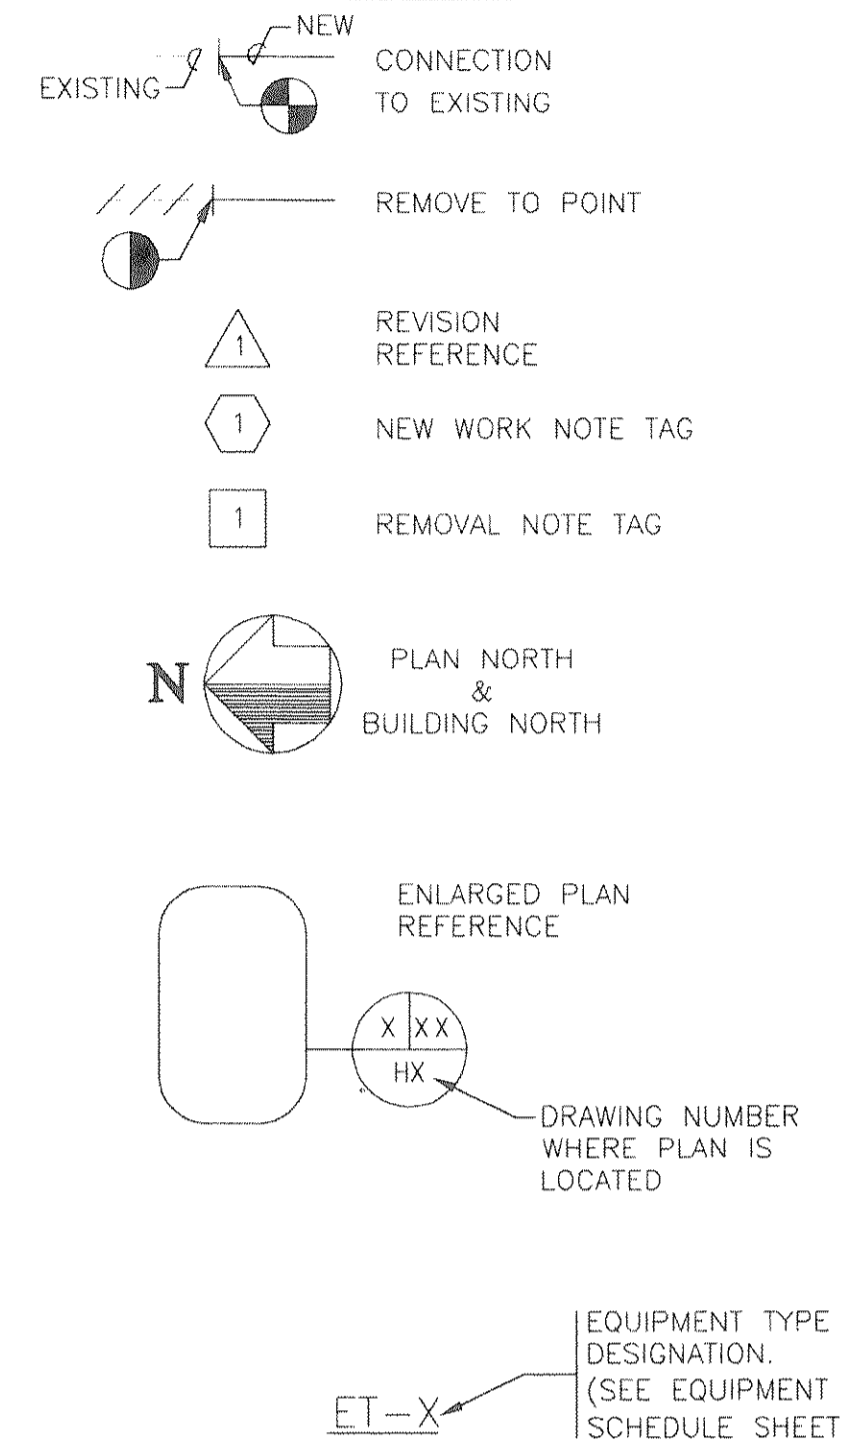 NEW
EXISTING
CONNECTION
TO EXISTING
REMOVE TO POINT
1
REVISION
REFERENCE
1
NEW WORK NOTE TAG
1
REMOVAL NOTE TAG
N
PLAN NORTH
&
BUILDING NORTH
ENLARGED PLAN
REFERENCE
X XX
HX
DRAWING NUMBER
WHERE PLAN IS
LOCATED
ET-X
EQUIPMENT TYPE
DESIGNATION.
(SEE EQUIPMENT
SCHEDULE SHEET